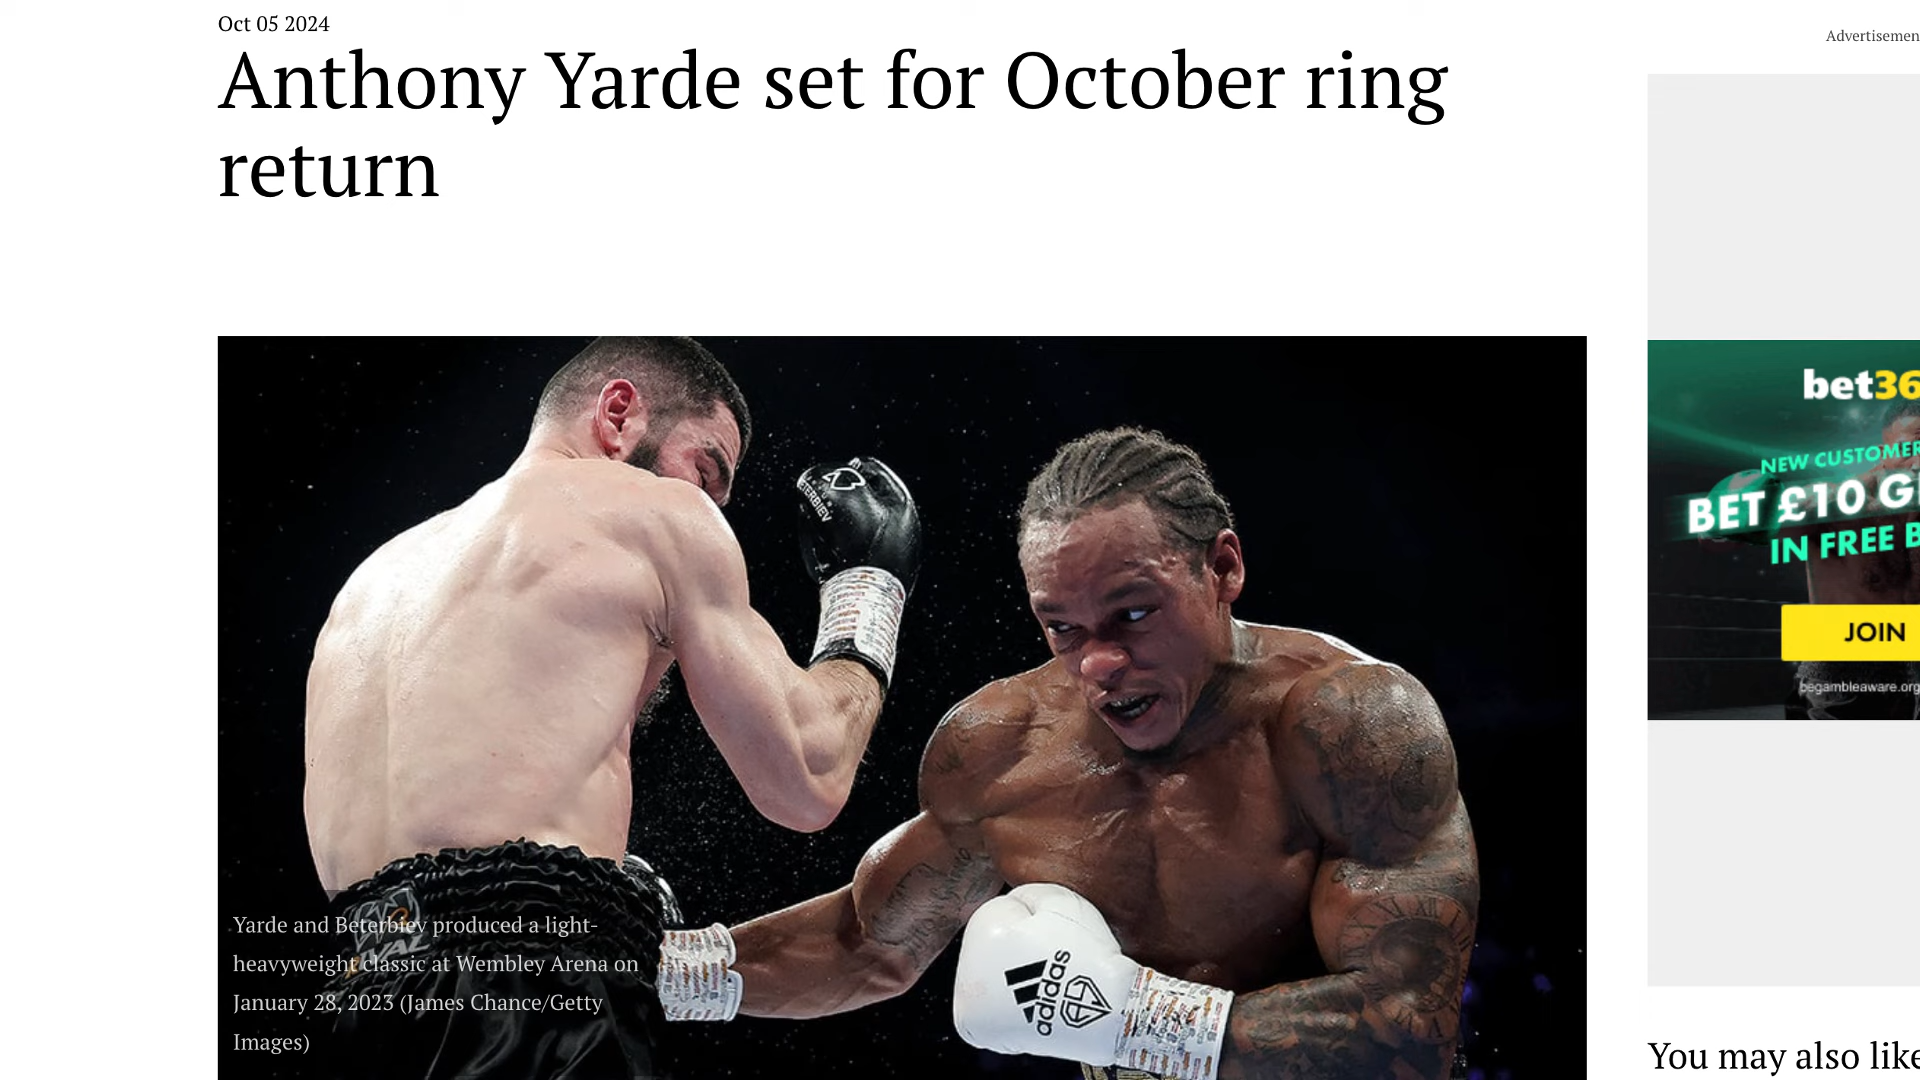 Oct 05 2024
Advertisemen
Anthony Yarde set for October ring
return
bet36
NEW CUSTOMER
BET £10 G
IN FREE B
JOIN
begambleaware.org
ETERBIEV
adidas
Yarde and Beterbiev produced a light-
heavyweight classic at Wembley Arena on
January 28, 2023 (James Chance/Getty
Images)
You may also like